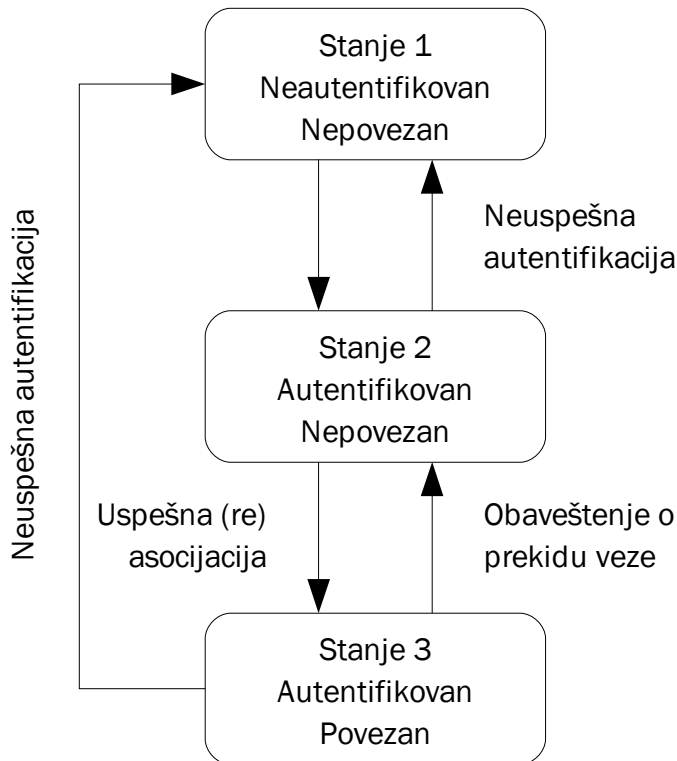 Stanje 1
Neautentifikovan
Nepovezan
Neuspešna autentifikacija
Neuspešna
autentifikacija
Stanje 2
Autentifikovan
Nepovezan
Uspešna (re)
asocijacija
Obaveštenje o
prekidu veze
Stanje 3
Autentifikovan
Povezan